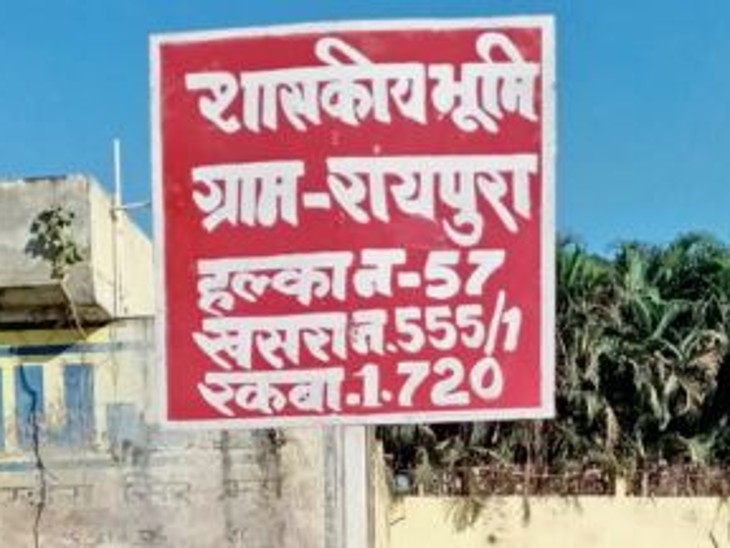 शासकीय भूमि
ग्राम-रायपुरा
हल्का न-57
खसरा न.555/1
रकबा.1.720